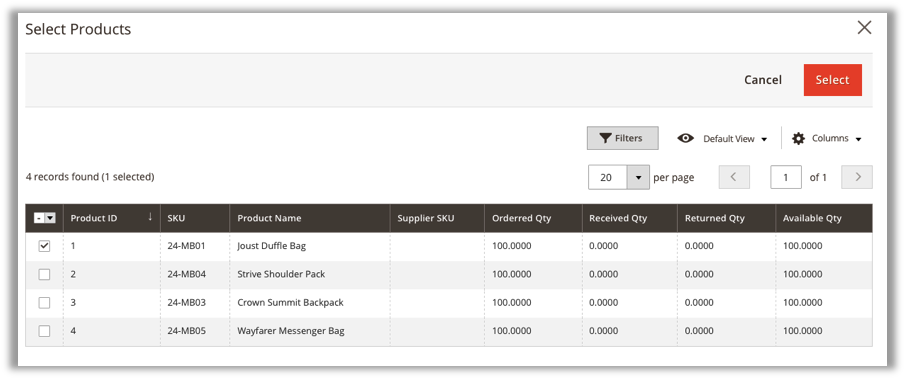 Select Products
Cancel Select
Filters Default View Columns
4 records found (1 selected) 20 per page 1 of 1
Product ID ↓ SKU Product Name Supplier SKU Orderred Qty Received Qty Returned Qty Available Qty
1 24-MB01 Joust Duffle Bag 100.0000 0.0000 0.0000 100.0000
2 24-MB04 Strive Shoulder Pack 100.0000 0.0000 0.0000 100.0000
3 24-MB03 Crown Summit Backpack 100.0000 0.0000 0.0000 100.0000
4 24-MB05 Wayfarer Messenger Bag 100.0000 0.0000 0.0000 100.0000